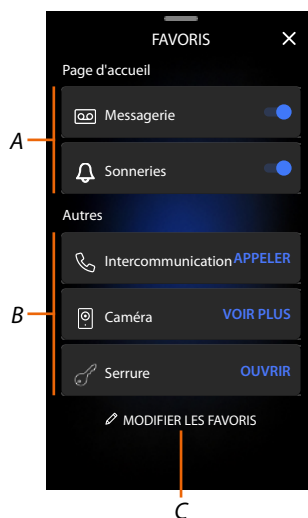 FAVORIS
Page d'accueil
A
Messagerie
Sonneries
Autres
B
Intercommunication APPELER
Caméra VOIR PLUS
Serrure OUVRIR
MODIFIER LES FAVORIS
C